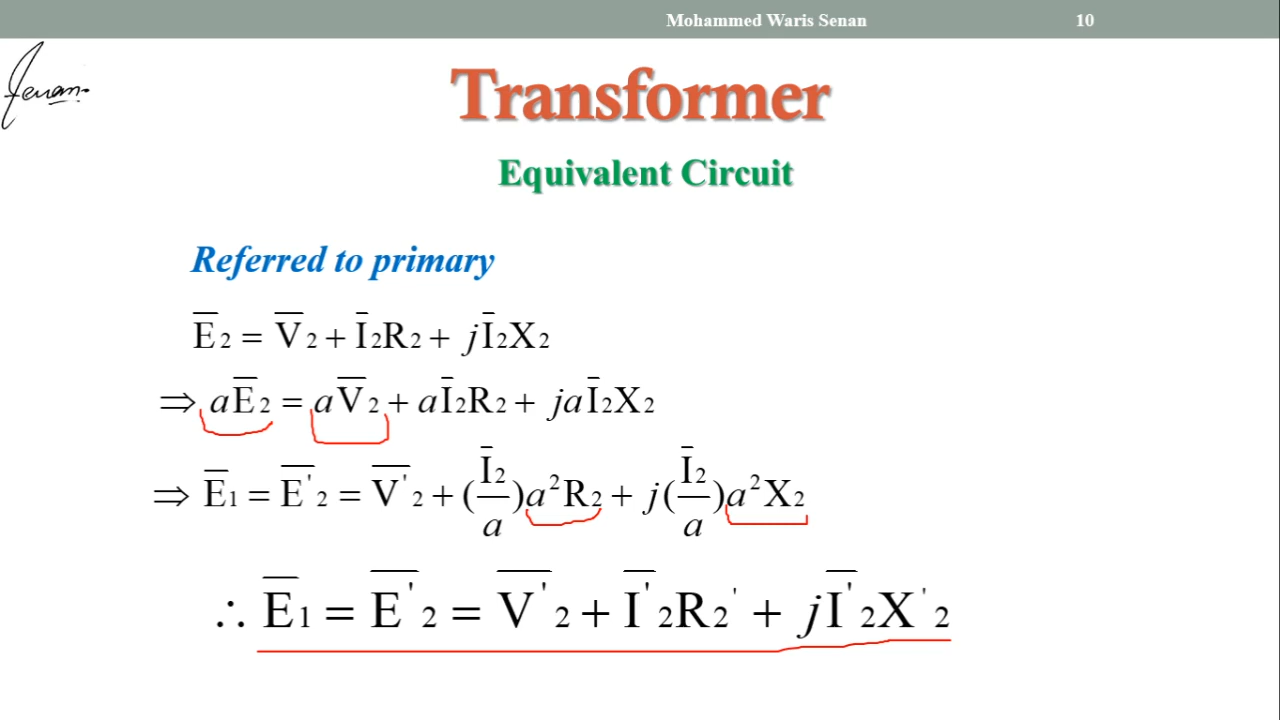 Mohammed Waris Senan 10
Senan
Transformer
Equivalent Circuit
Referred to primary
E̅₂ = V̅₂ + I̅₂R₂ + jI̅₂X₂
⇒ aE̅₂ = aV̅₂ + aI̅₂R₂ + jaI̅₂X₂
⇒ E̅₁ = E̅'₂ = V̅'₂ + (I̅₂/a)a²R₂ + j(I̅₂/a)a²X₂
∴ E̅₁ = E̅'₂ = V̅'₂ + I̅'₂R₂' + jI̅'₂X'₂